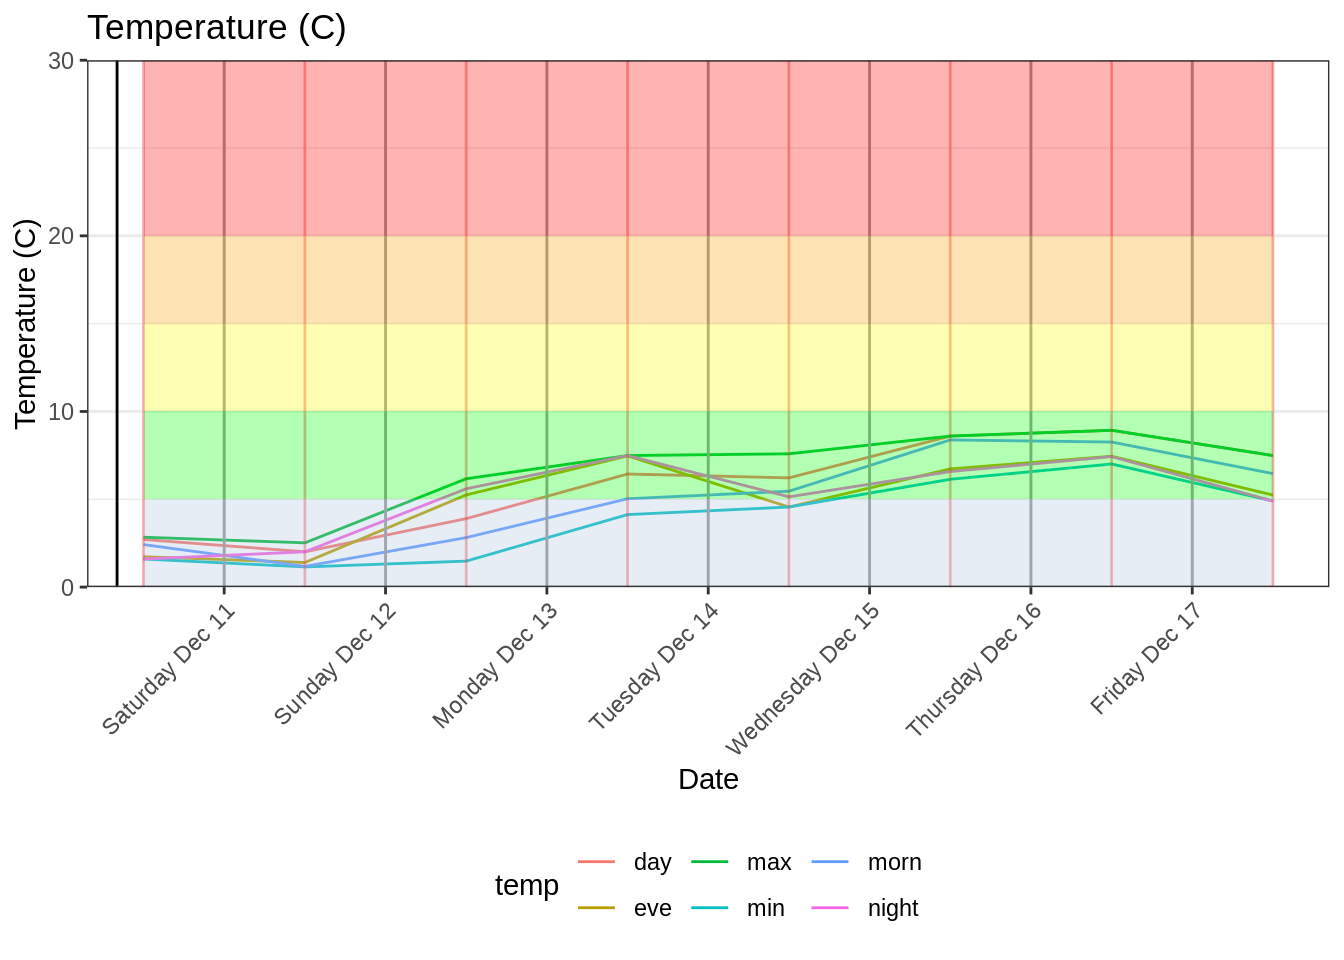 Temperature (C)
Temperature (C)
30
20
10
0
Saturday Dec 11
Sunday Dec 12
Monday Dec 13
Tuesday Dec 14
Wednesday Dec 15
Thursday Dec 16
Friday Dec 17
Date
temp
day
max
morn
eve
min
night